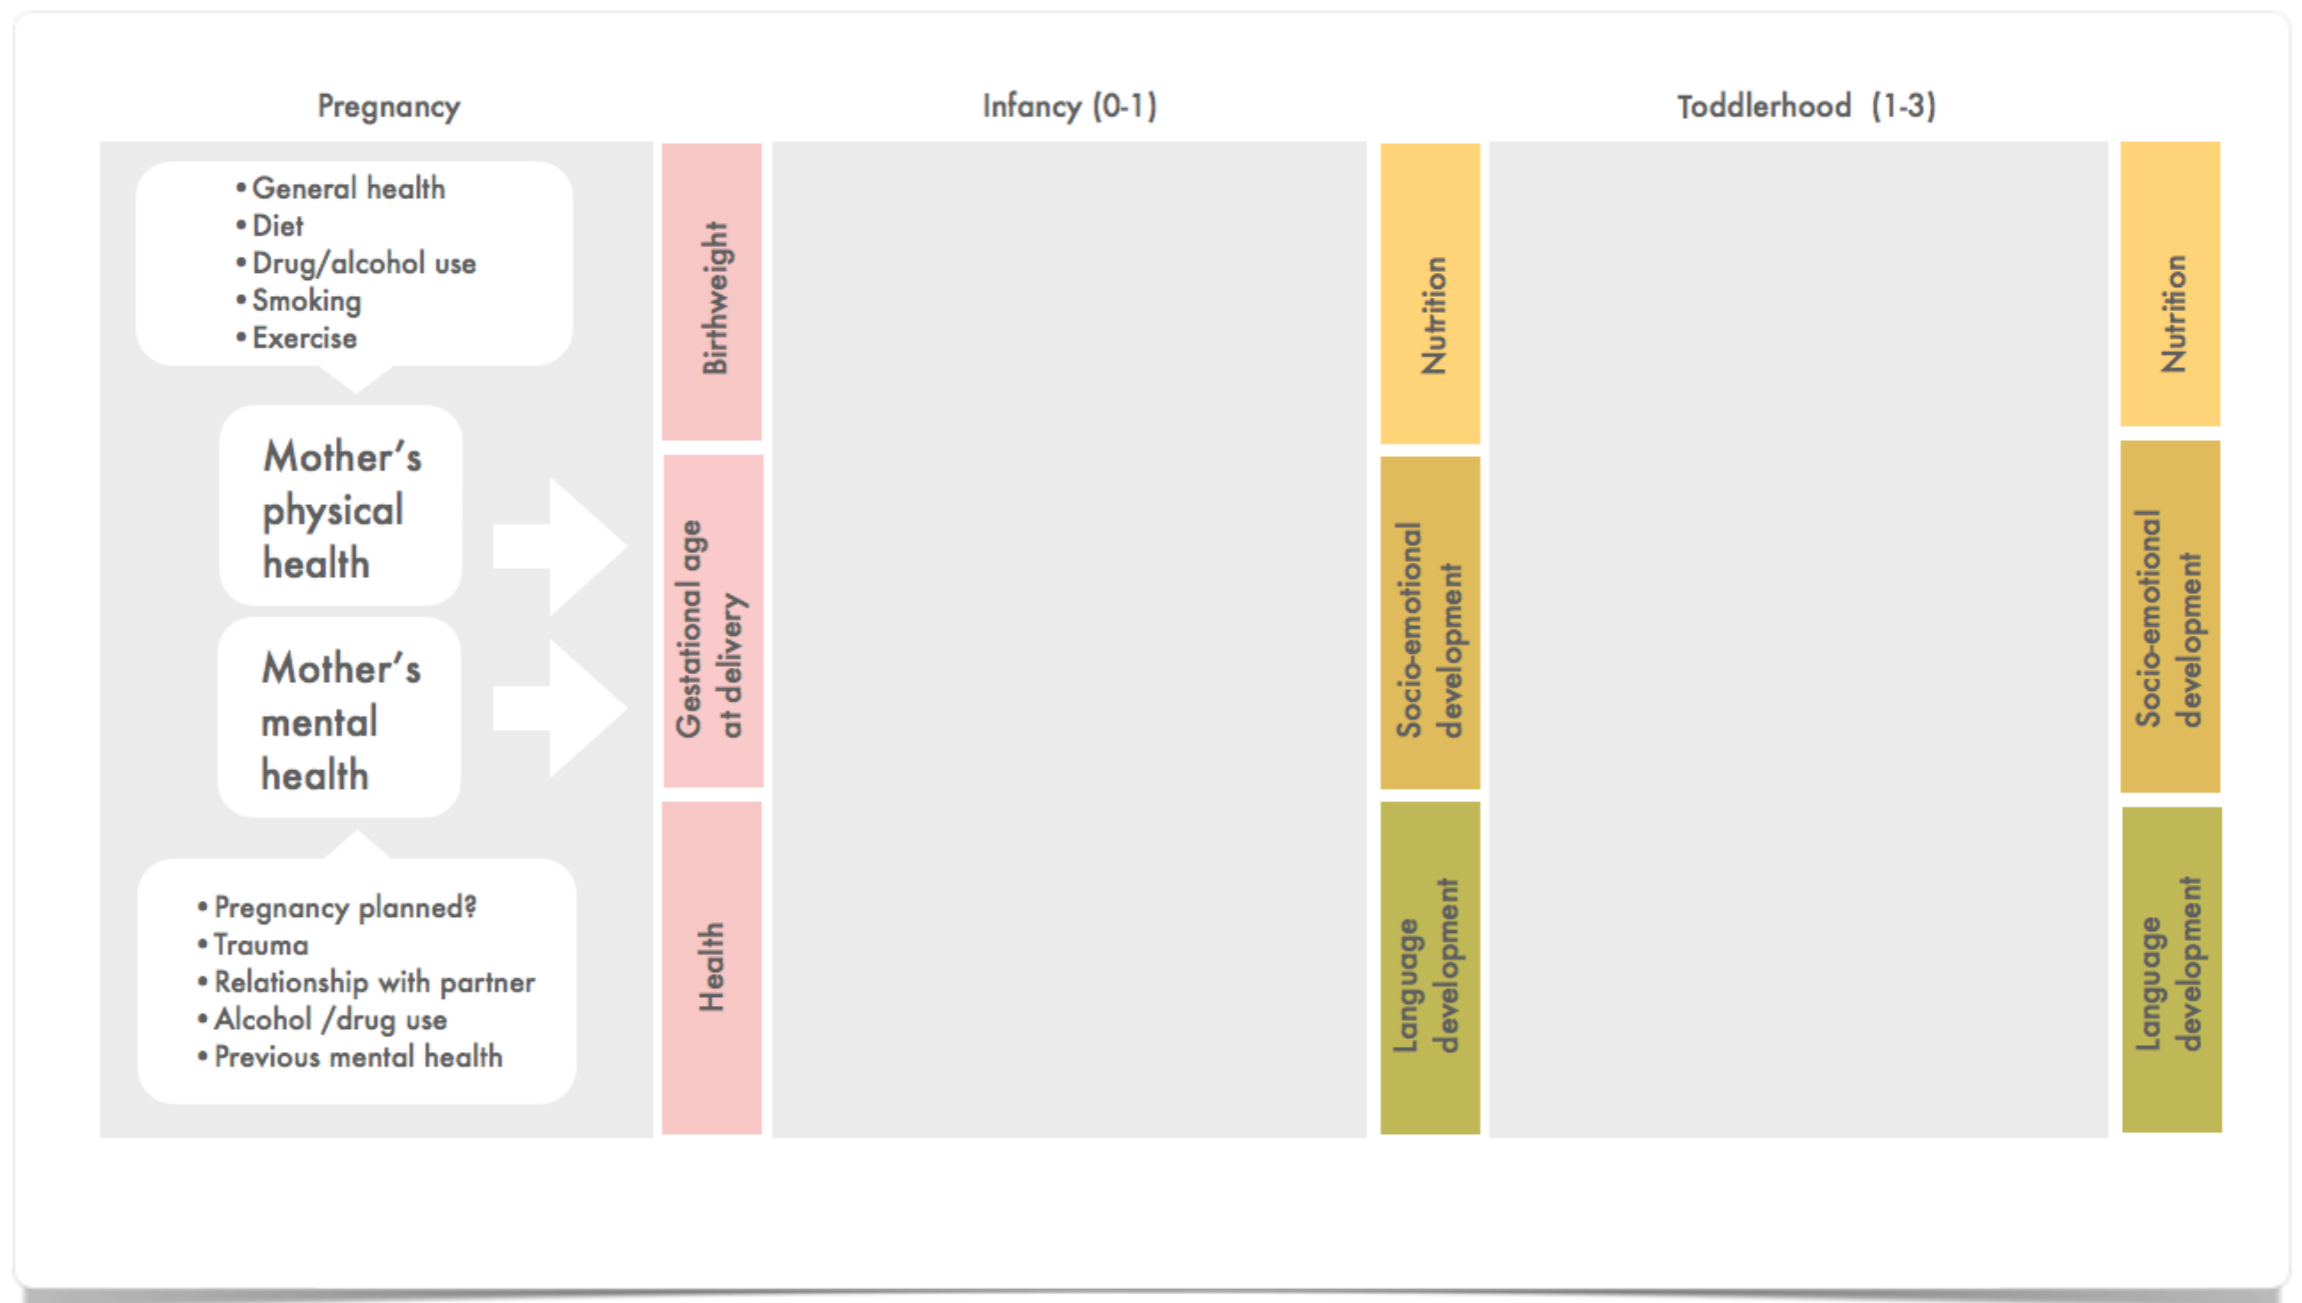 Pregnancy
Infancy (0-1)
Toddlerhood (1-3)
• General health
• Diet
• Drug/alcohol use
• Smoking
• Exercise
Mother's
physical
health
Mother's
mental
health
• Pregnancy planned?
• Trauma
• Relationship with partner
• Alcohol /drug use
• Previous mental health
Birthweight
Gestational age
at delivery
Health
Nutrition
Socio-emotional
development
Language
development
Nutrition
Socio-emotional
development
Language
development